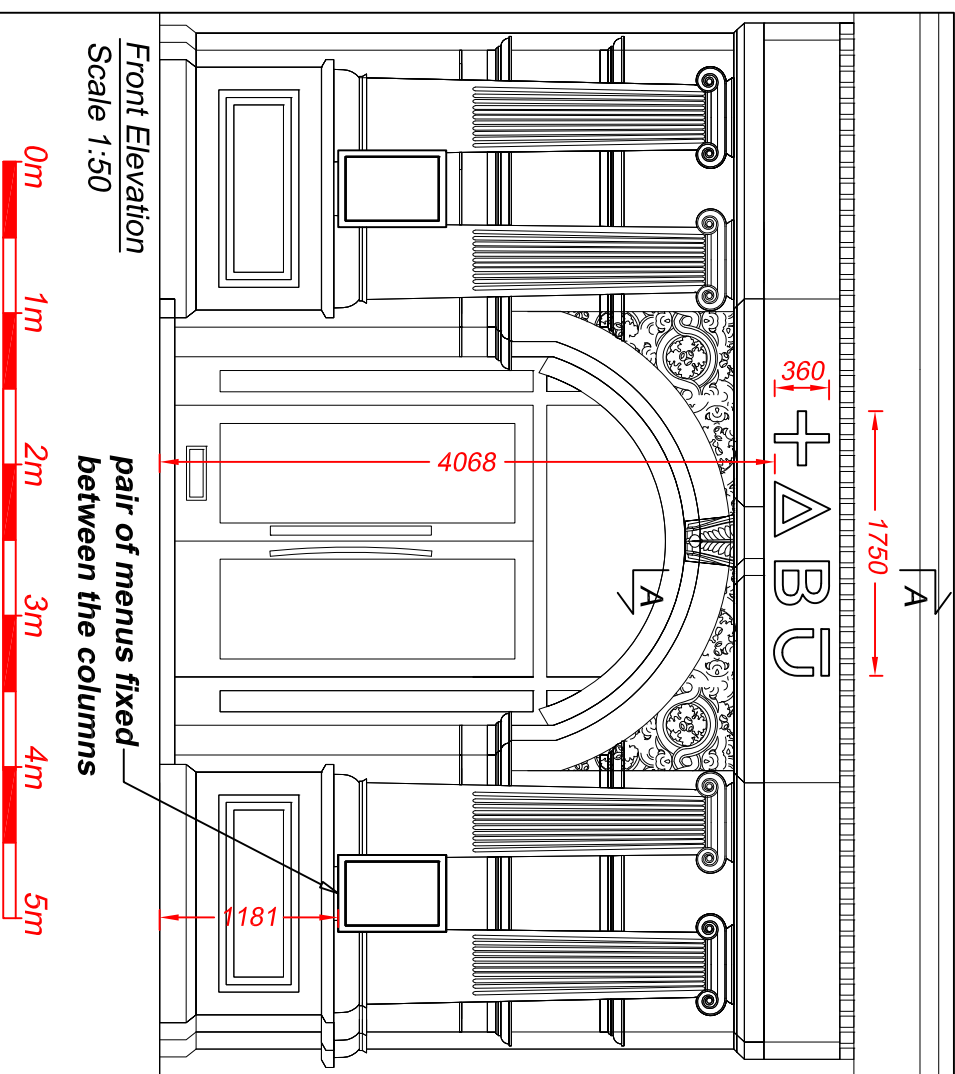 A
1750
360
+ΔBŪ
A
4068
1181
pair of menus fixed
between the columns
Front Elevation
Scale 1:50
0m 1m 2m 3m 4m 5m